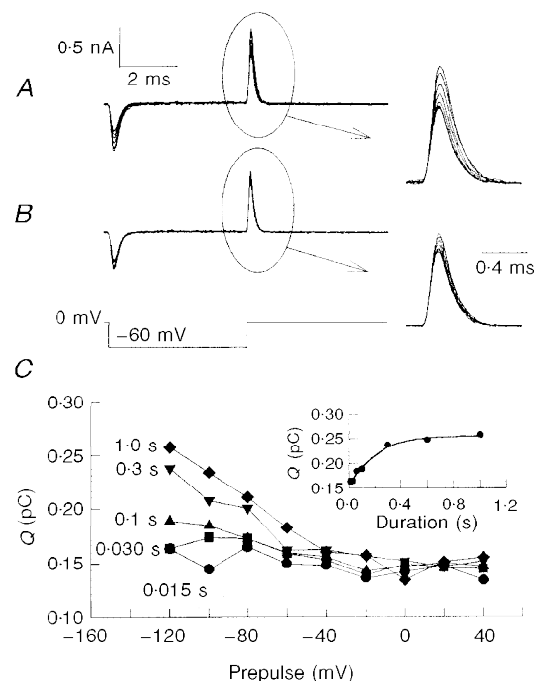 0·5 nA
2 ms
A
B
0·4 ms
0 mV
−60 mV
C
0·30
0·25
0·20
0·15
0·10
Q (pC)
1·0 s
0·3 s
0·1 s
0·030 s
0·015 s
0·30
0·25
0·20
0·15
Q (pC)
0·0 0·4 0·8 1·2
Duration (s)
−160 −120 −80 −40 0 40
Prepulse (mV)